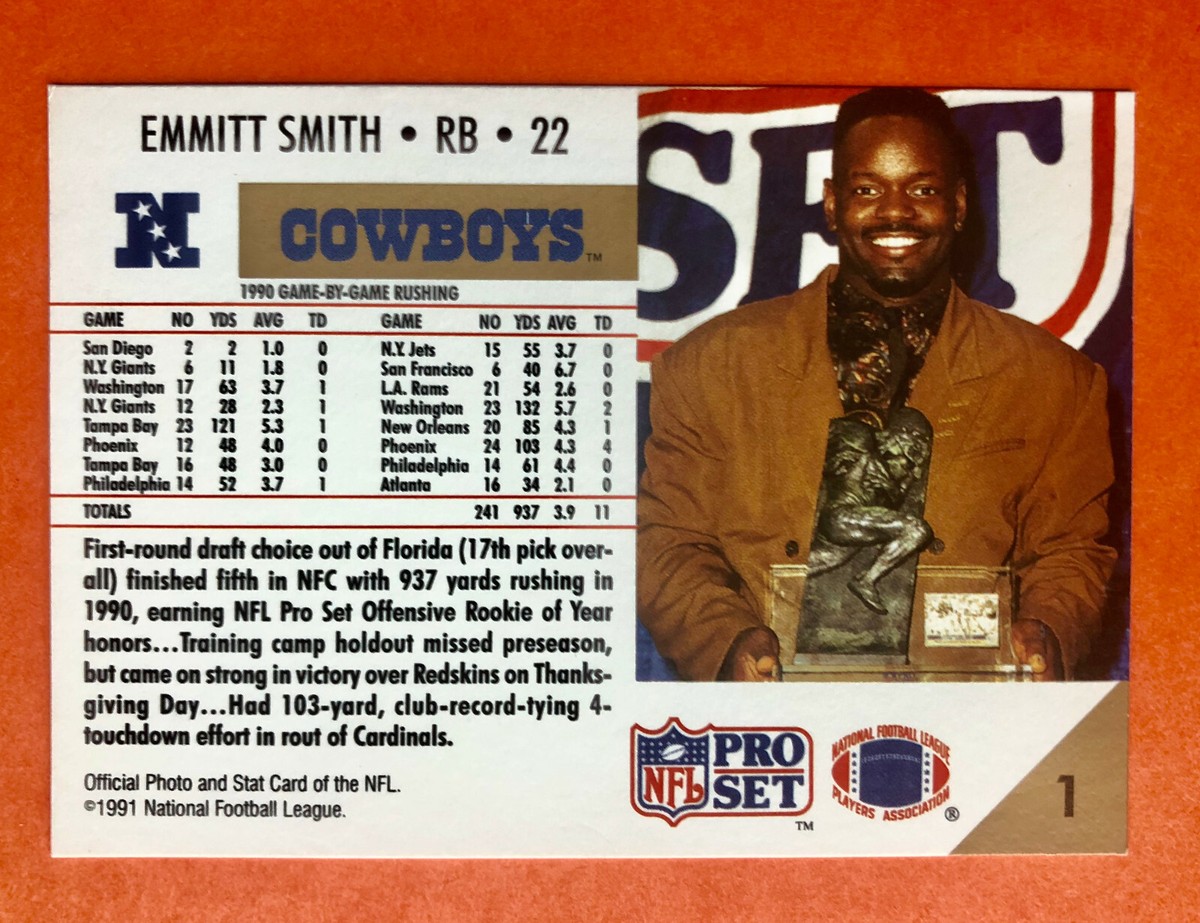 EMMITT SMITH • RB • 22
N
COWBOYS™
1990 GAME-BY-GAME RUSHING
GAME NO YDS AVG TD GAME NO YDS AVG TD
San Diego 2 2 1.0 0 N.Y. Jets 15 55 3.7 0
N.Y. Giants 6 11 1.8 0 San Francisco 6 40 6.7 0
Washington 17 63 3.7 1 L.A. Rams 21 54 2.6 0
N.Y. Giants 12 28 2.3 1 Washington 23 132 5.7 2
Tampa Bay 23 121 5.3 1 New Orleans 20 85 4.3 1
Phoenix 12 48 4.0 0 Phoenix 24 103 4.3 4
Tampa Bay 16 48 3.0 0 Philadelphia 14 61 4.4 0
Philadelphia 14 52 3.7 1 Atlanta 16 34 2.1 0
TOTALS 241 937 3.9 11
First-round draft choice out of Florida (17th pick over-
all) finished fifth in NFC with 937 yards rushing in
1990, earning NFL Pro Set Offensive Rookie of Year
honors...Training camp holdout missed preseason,
but came on strong in victory over Redskins on Thanks-
giving Day...Had 103-yard, club-record-tying 4-
touchdown effort in rout of Cardinals.
Official Photo and Stat Card of the NFL.
©1991 National Football League.
SET
NFL
PRO
SET
™
NATIONAL FOOTBALL LEAGUE
PLAYERS ASSOCIATION
®
1